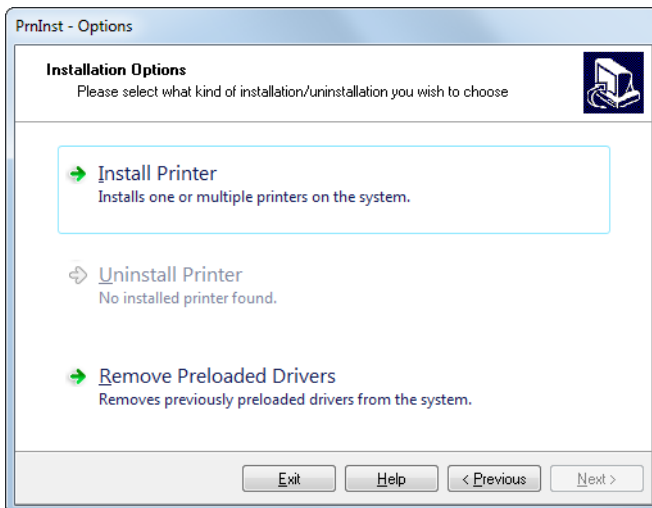 PrnInst - Options
Installation Options
Please select what kind of installation/uninstallation you wish to choose
Install Printer
Installs one or multiple printers on the system.
Uninstall Printer
No installed printer found.
Remove Preloaded Drivers
Removes previously preloaded drivers from the system.
Exit Help < Previous Next >